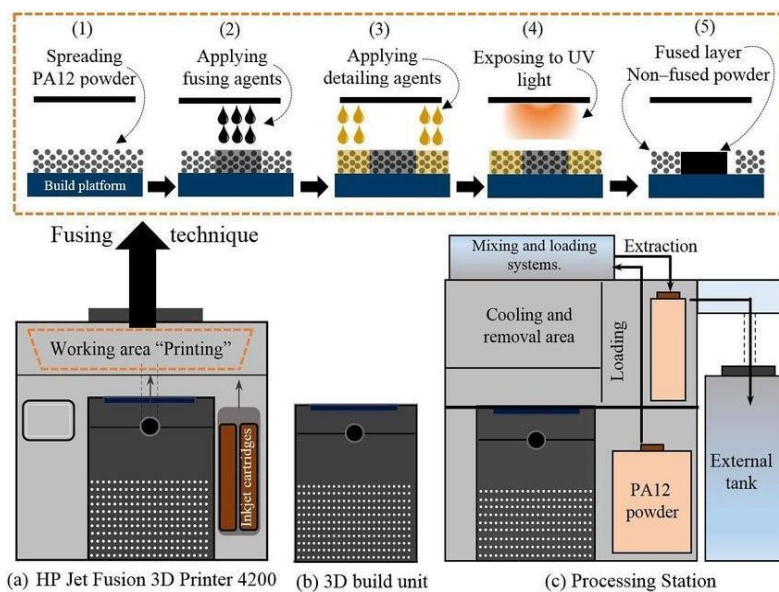 (1)
Spreading
PA12 powder
(2)
Applying
fusing agents
(3)
Applying
detailing agents
(4)
Exposing to UV
light
(5)
Fused layer
Non–fused powder
Build platform
Fusing technique
Working area “Printing”
Inkjet cartridges
(a) HP Jet Fusion 3D Printer 4200
(b) 3D build unit
Mixing and loading
systems.
Extraction
Cooling and
removal area
Loading
PA12
powder
External
tank
(c) Processing Station